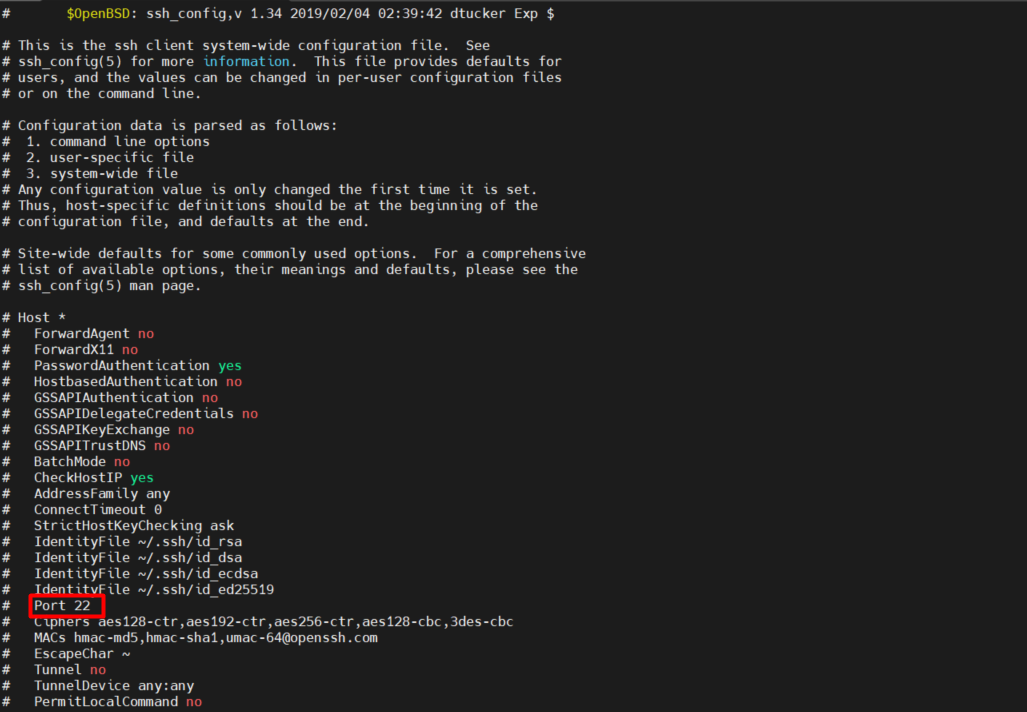 #       $OpenBSD: ssh_config,v 1.34 2019/02/04 02:39:42 dtucker Exp $
# This is the ssh client system-wide configuration file.  See
# ssh_config(5) for more information.  This file provides defaults for
# users, and the values can be changed in per-user configuration files
# or on the command line.
# Configuration data is parsed as follows:
#  1. command line options
#  2. user-specific file
#  3. system-wide file
# Any configuration value is only changed the first time it is set.
# Thus, host-specific definitions should be at the beginning of the
# configuration file, and defaults at the end.
# Site-wide defaults for some commonly used options.  For a comprehensive
# list of available options, their meanings and defaults, please see the
# ssh_config(5) man page.
# Host *
#   ForwardAgent no
#   ForwardX11 no
#   PasswordAuthentication yes
#   HostbasedAuthentication no
#   GSSAPIAuthentication no
#   GSSAPIDelegateCredentials no
#   GSSAPIKeyExchange no
#   GSSAPITrustDNS no
#   BatchMode no
#   CheckHostIP yes
#   AddressFamily any
#   ConnectTimeout 0
#   StrictHostKeyChecking ask
#   IdentityFile ~/.ssh/id_rsa
#   IdentityFile ~/.ssh/id_dsa
#   IdentityFile ~/.ssh/id_ecdsa
#   IdentityFile ~/.ssh/id_ed25519
#   Port 22
#   Ciphers aes128-ctr,aes192-ctr,aes256-ctr,aes128-cbc,3des-cbc
#   MACs hmac-md5,hmac-sha1,umac-64@openssh.com
#   EscapeChar ~
#   Tunnel no
#   TunnelDevice any:any
#   PermitLocalCommand no